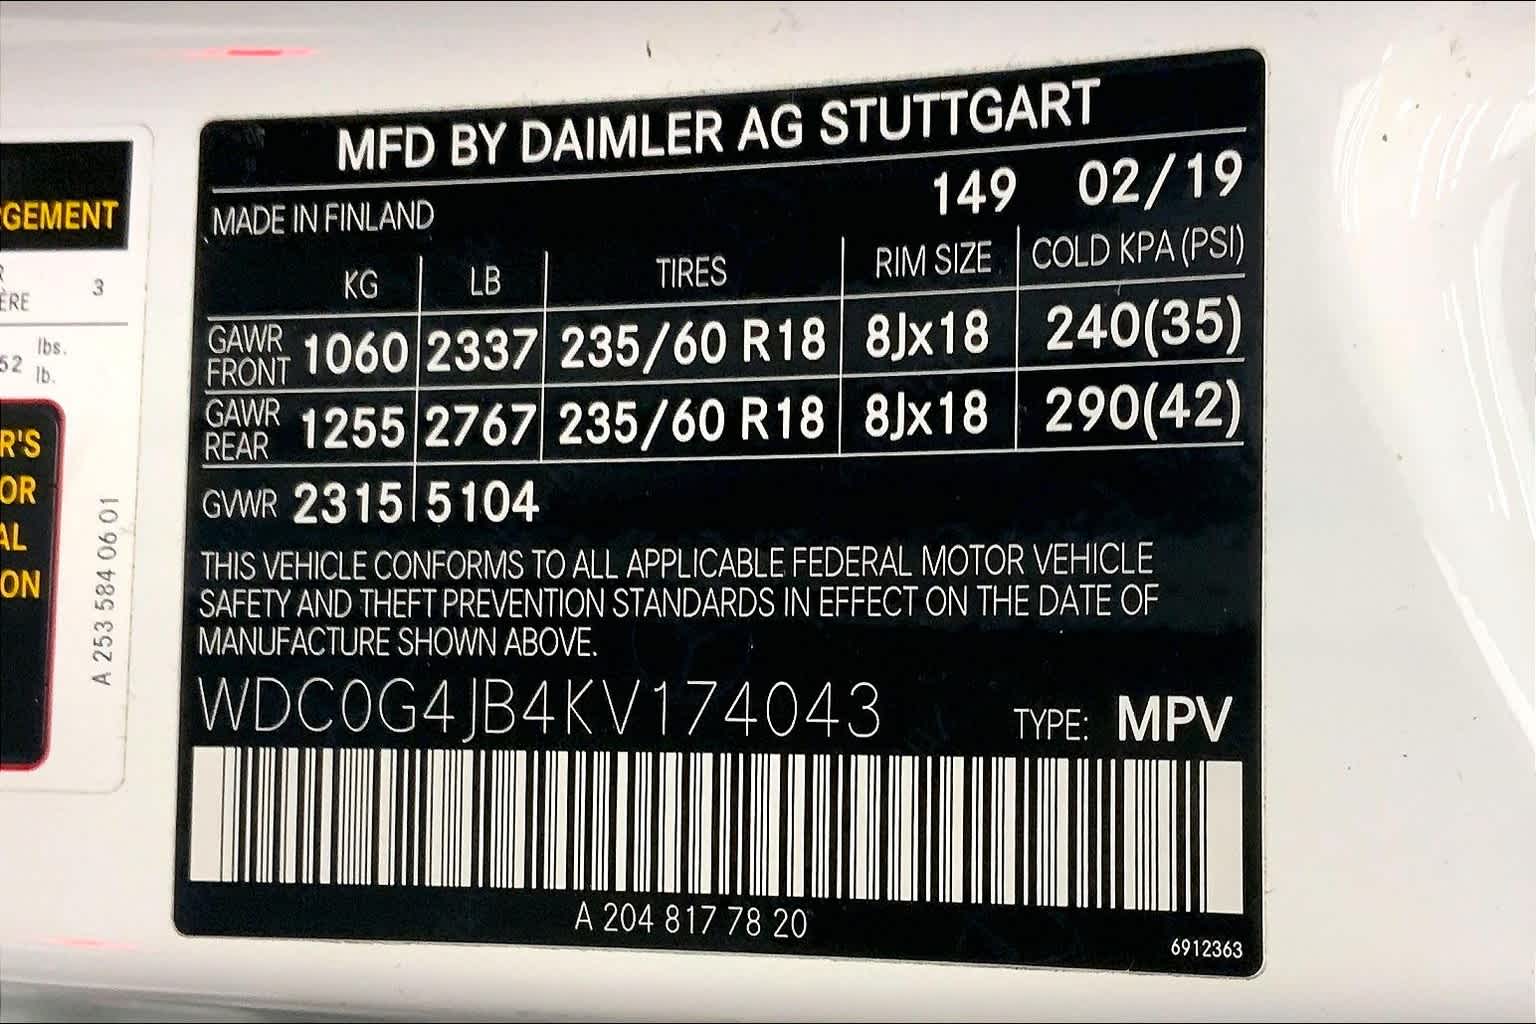 MFD BY DAIMLER AG STUTTGART
149 02/19
MADE IN FINLAND
KG LB TIRES RIM SIZE COLD KPA (PSI)
GAWR FRONT 1060 2337 235/60 R18 8Jx18 240(35)
GAWR REAR 1255 2767 235/60 R18 8Jx18 290(42)
GVWR 2315 5104
THIS VEHICLE CONFORMS TO ALL APPLICABLE FEDERAL MOTOR VEHICLE
SAFETY AND THEFT PREVENTION STANDARDS IN EFFECT ON THE DATE OF
MANUFACTURE SHOWN ABOVE.
WDC0G4JB4KV174043 TYPE: MPV
A 204 817 78 20
6912363
GEMENT
3
ÈRE
lbs.
52
lb.
R'S
OR
AL
ON
A 253 584 06 01